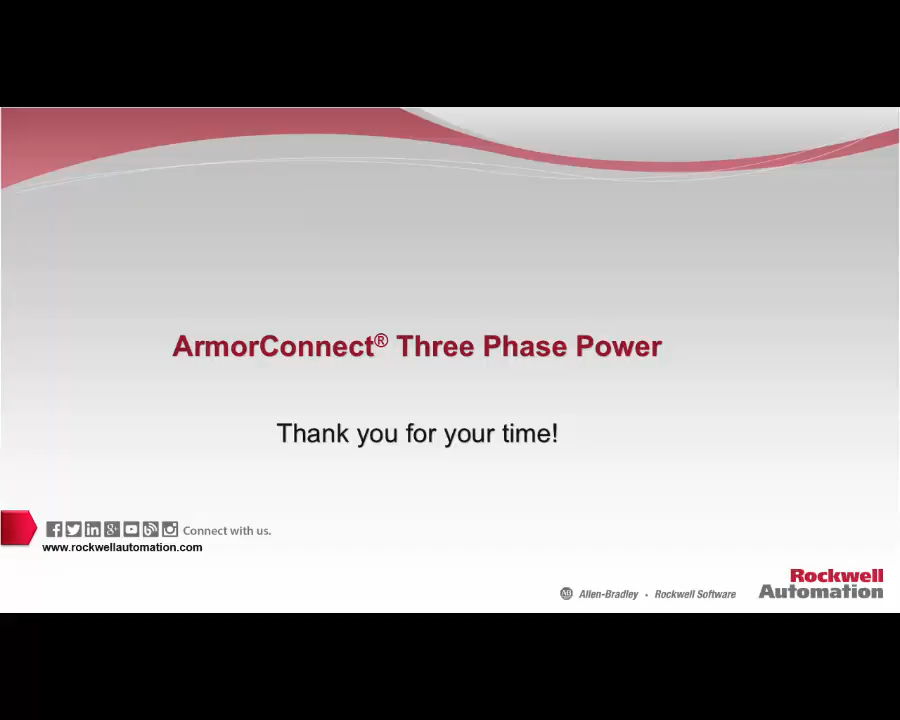 ArmorConnect® Three Phase Power
Thank you for your time!
Connect with us.
www.rockwellautomation.com
AB Allen-Bradley • Rockwell Software
Rockwell
Automation